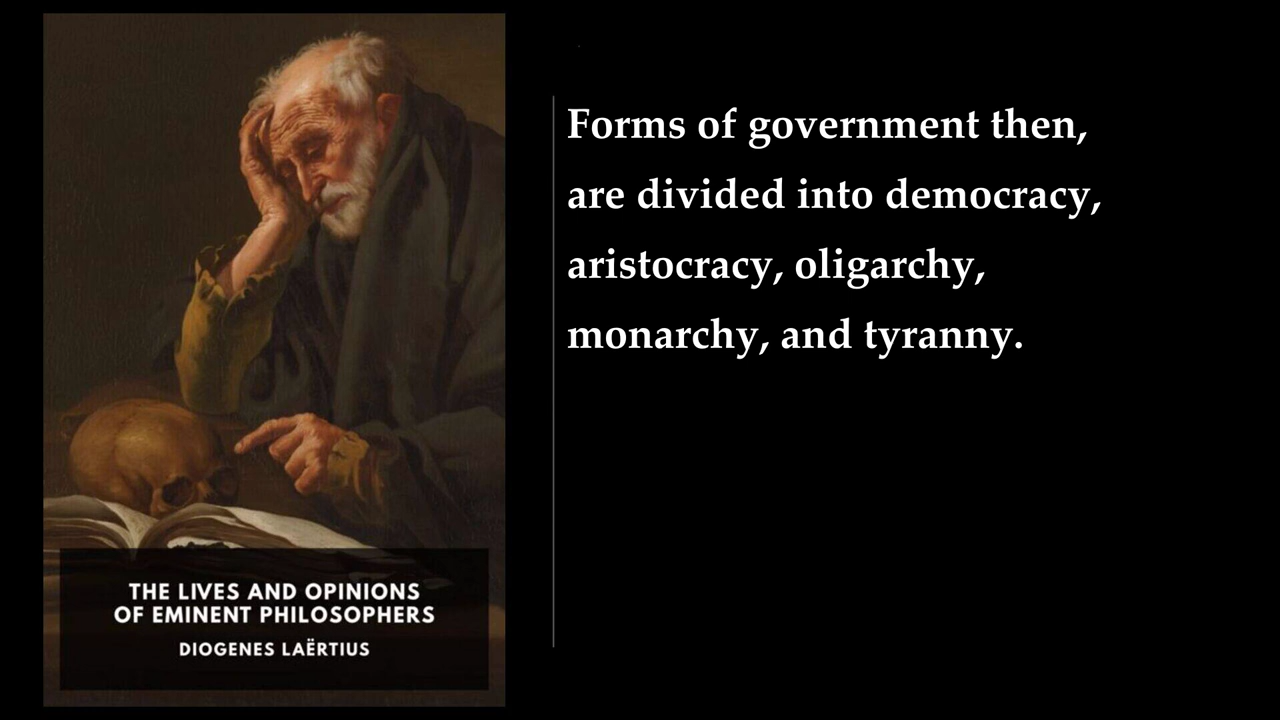 THE LIVES AND OPINIONS
OF EMINENT PHILOSOPHERS
DIOGENES LAËRTIUS
Forms of government then,
are divided into democracy,
aristocracy, oligarchy,
monarchy, and tyranny.